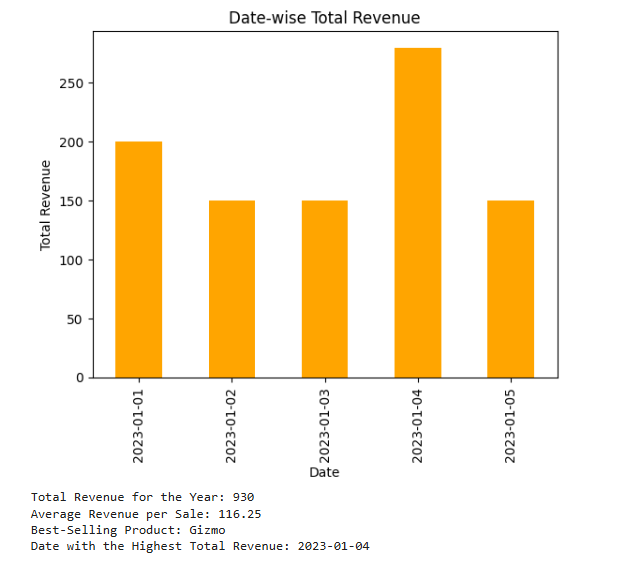 Date-wise Total Revenue
Total Revenue
250
200
150
100
50
0
2023-01-01
2023-01-02
2023-01-03
2023-01-04
2023-01-05
Date
Total Revenue for the Year: 930
Average Revenue per Sale: 116.25
Best-Selling Product: Gizmo
Date with the Highest Total Revenue: 2023-01-04